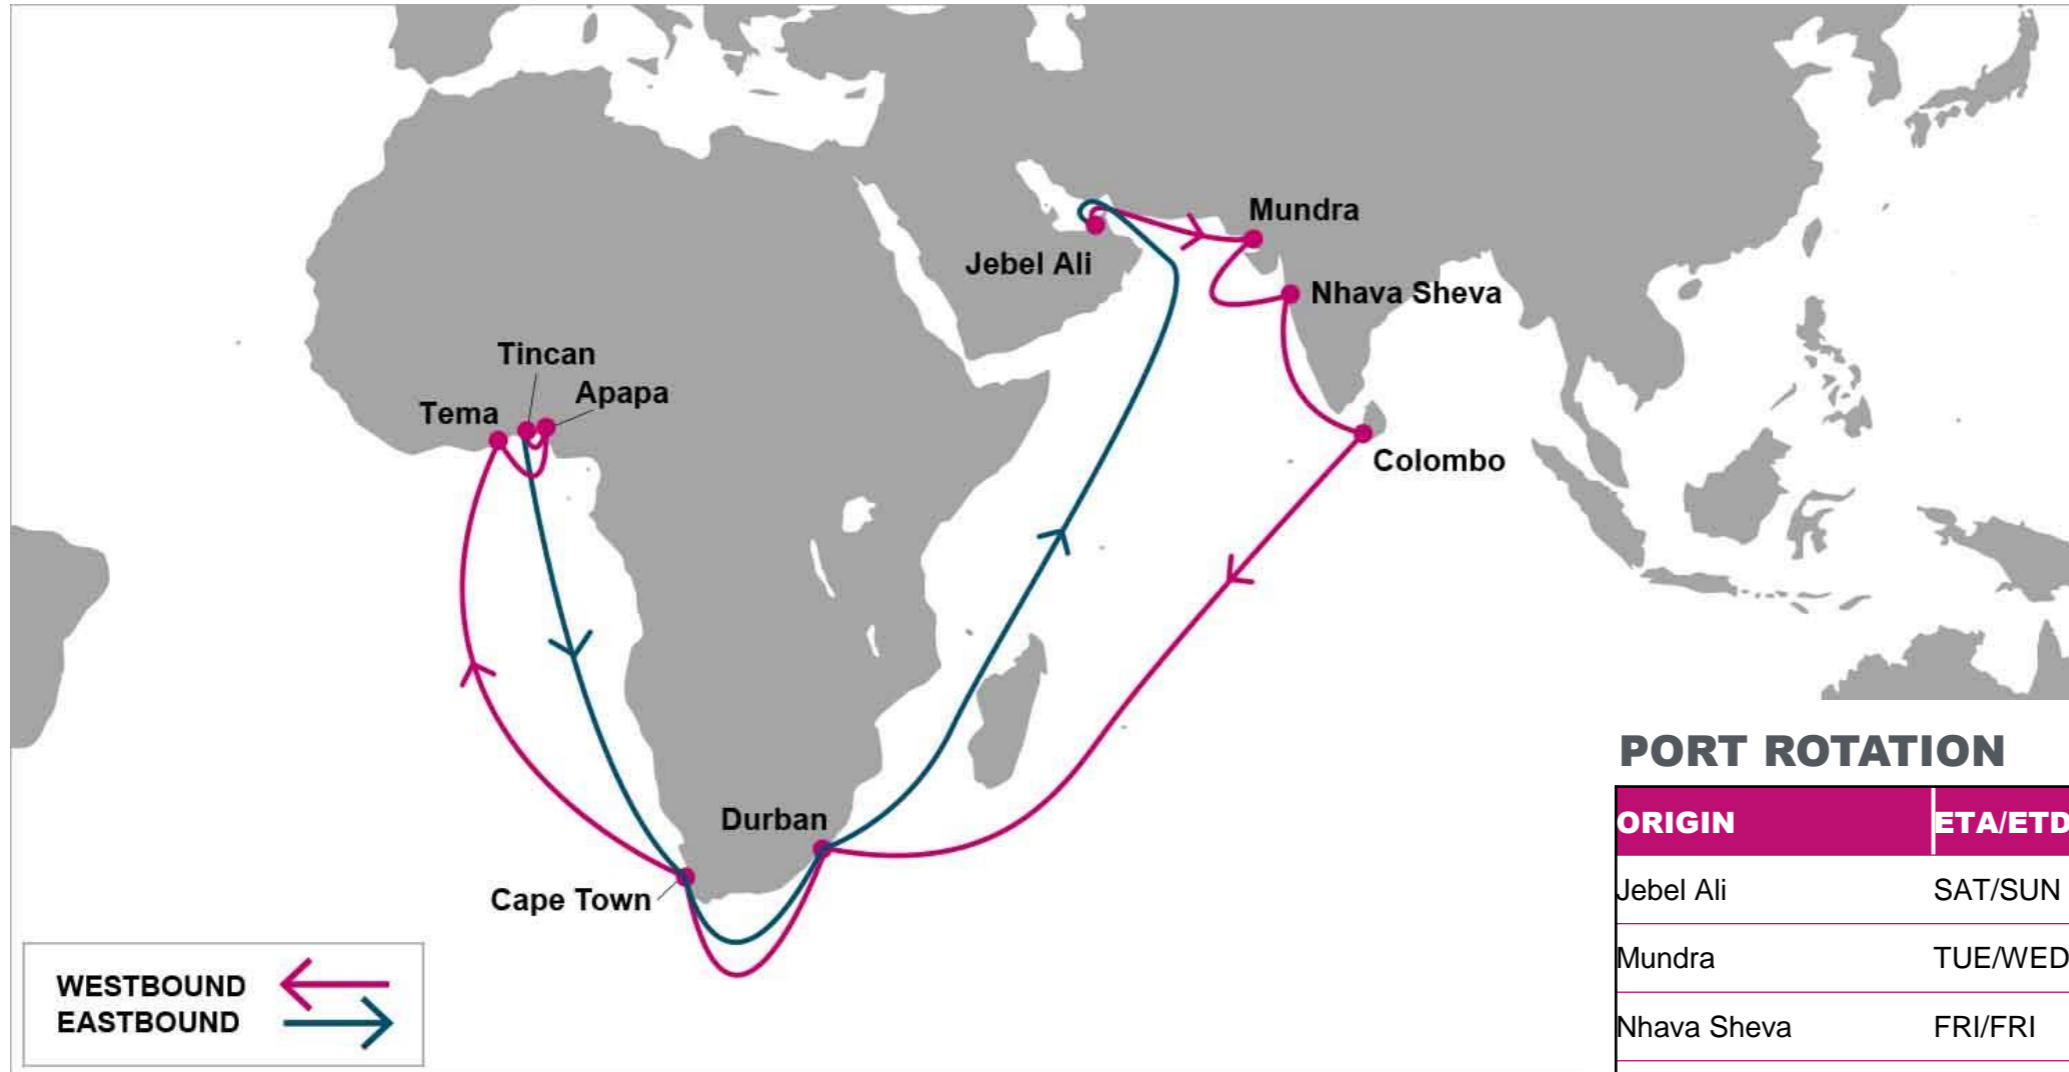 Mundra
Jebel Ali
Nhava Sheva
Tincan
Apapa
Tema
Colombo
Durban
Cape Town
WESTBOUND
EASTBOUND
PORT ROTATION
ORIGIN ETA/ETD
Jebel Ali SAT/SUN
Mundra TUE/WED
Nhava Sheva FRI/FRI